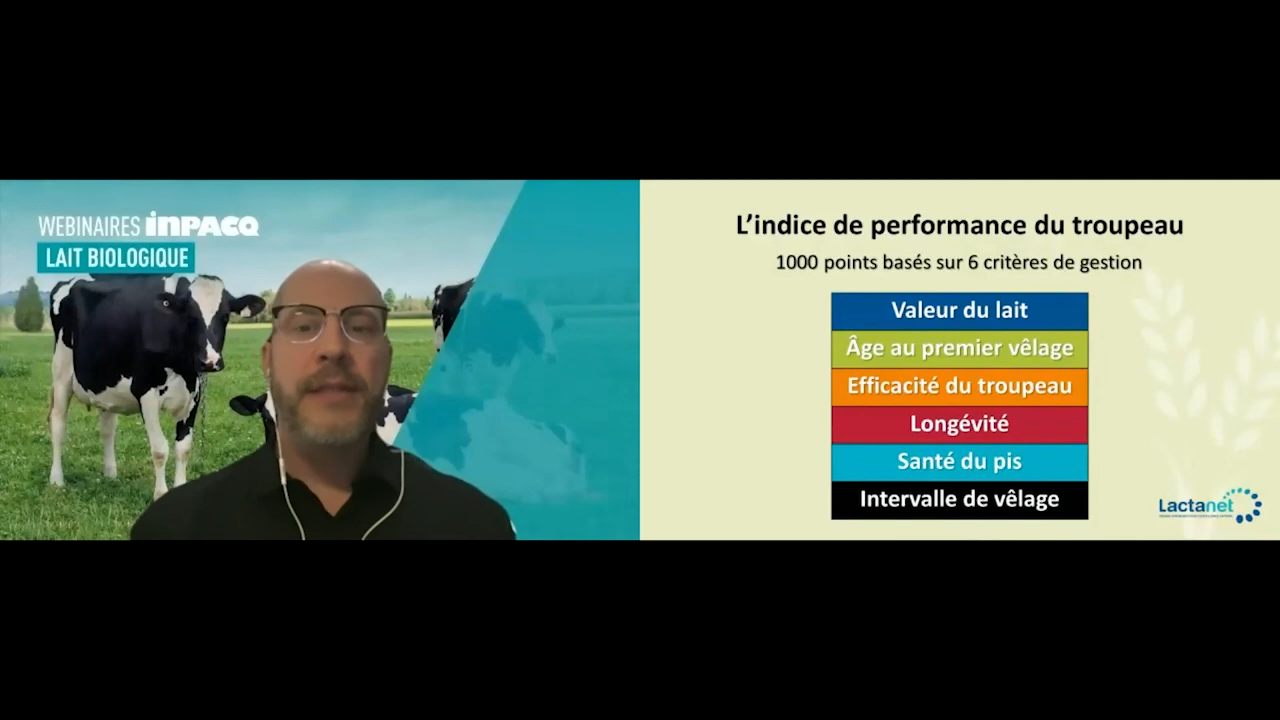 WEBINAIRES inPACQ
LAIT BIOLOGIQUE
L'indice de performance du troupeau
1000 points basés sur 6 critères de gestion
Valeur du lait
Âge au premier vêlage
Efficacité du troupeau
Longévité
Santé du pis
Intervalle de vêlage
Lactanet